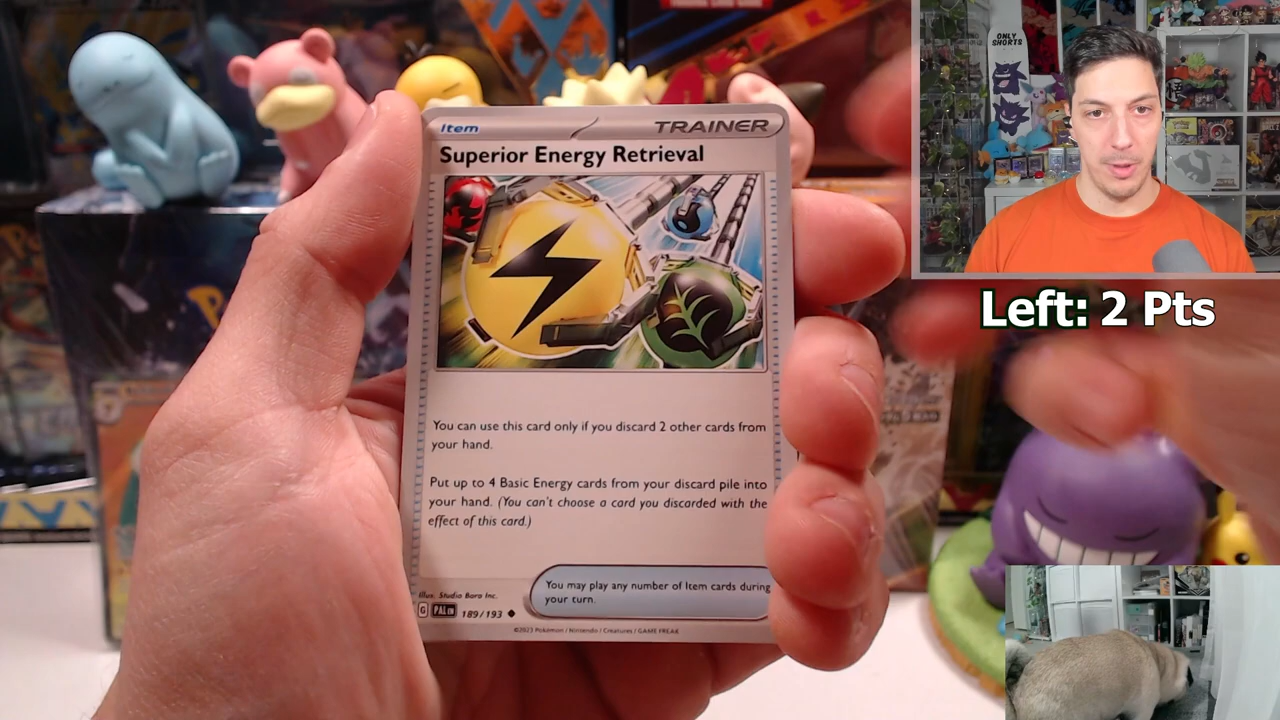 Item
TRAINER
Superior Energy Retrieval
You can use this card only if you discard 2 other cards from
your hand.
Put up to 4 Basic Energy cards from your discard pile into
your hand. (You can't choose a card you discarded with the
effect of this card.)
You may play any number of Item cards during
your turn.
Illus. Studio Bora Inc.
G PAL EN 189/193
©2023 Pokémon / Nintendo / Creatures / GAME FREAK
ONLY
SHORTS
Left: 2 Pts